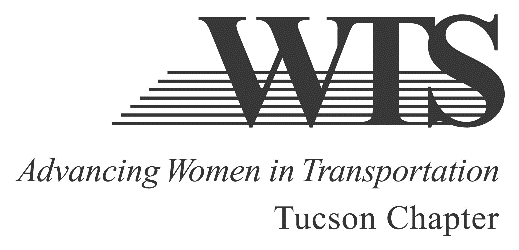 WTS
Advancing Women in Transportation
Tucson Chapter